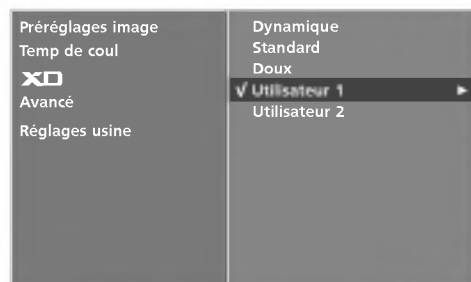 Préréglages image
Temp de coul
XD
Avancé
Réglages usine
Dynamique
Standard
Doux
√ Utilisateur 1 ►
Utilisateur 2